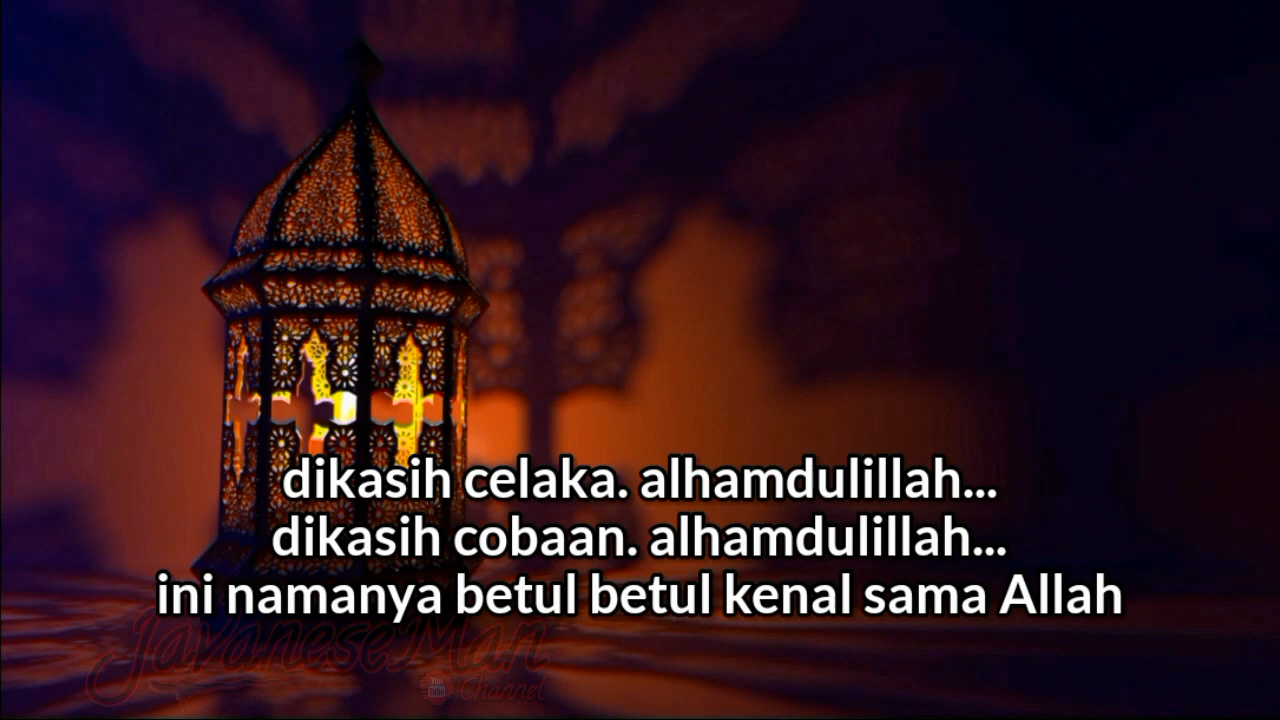 dikasih celaka. alhamdulillah...
dikasih cobaan. alhamdulillah...
ini namanya betul betul kenal sama Allah
JavaneseMan
Channel